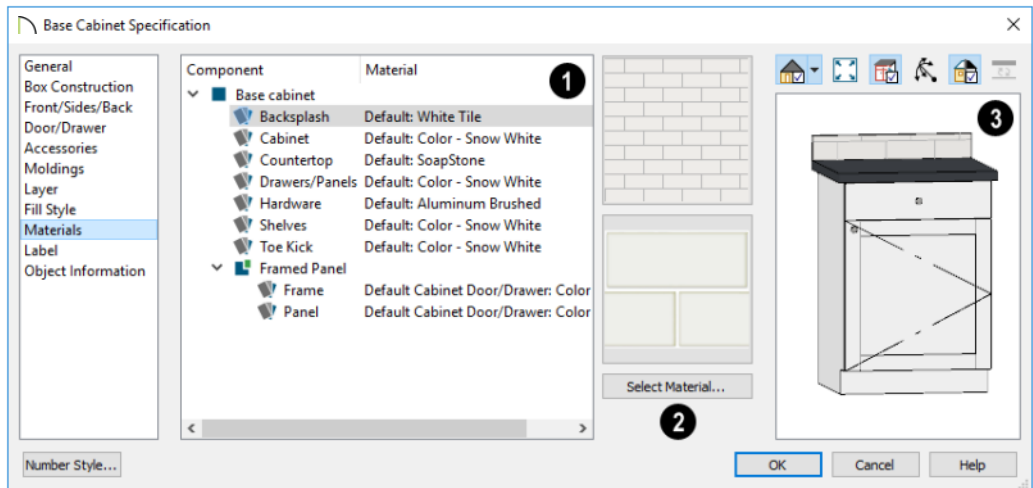 Base Cabinet Specification
General
Box Construction
Front/Sides/Back
Door/Drawer
Accessories
Moldings
Layer
Fill Style
Materials
Label
Object Information
Component Material
1
Base cabinet
Backsplash Default: White Tile
Cabinet Default: Color - Snow White
Countertop Default: SoapStone
Drawers/Panels Default: Color - Snow White
Hardware Default: Aluminum Brushed
Shelves Default: Color - Snow White
Toe Kick Default: Color - Snow White
Framed Panel
Frame Default Cabinet Door/Drawer: Color
Panel Default Cabinet Door/Drawer: Color
Select Material...
2
3
Number Style...
OK Cancel Help